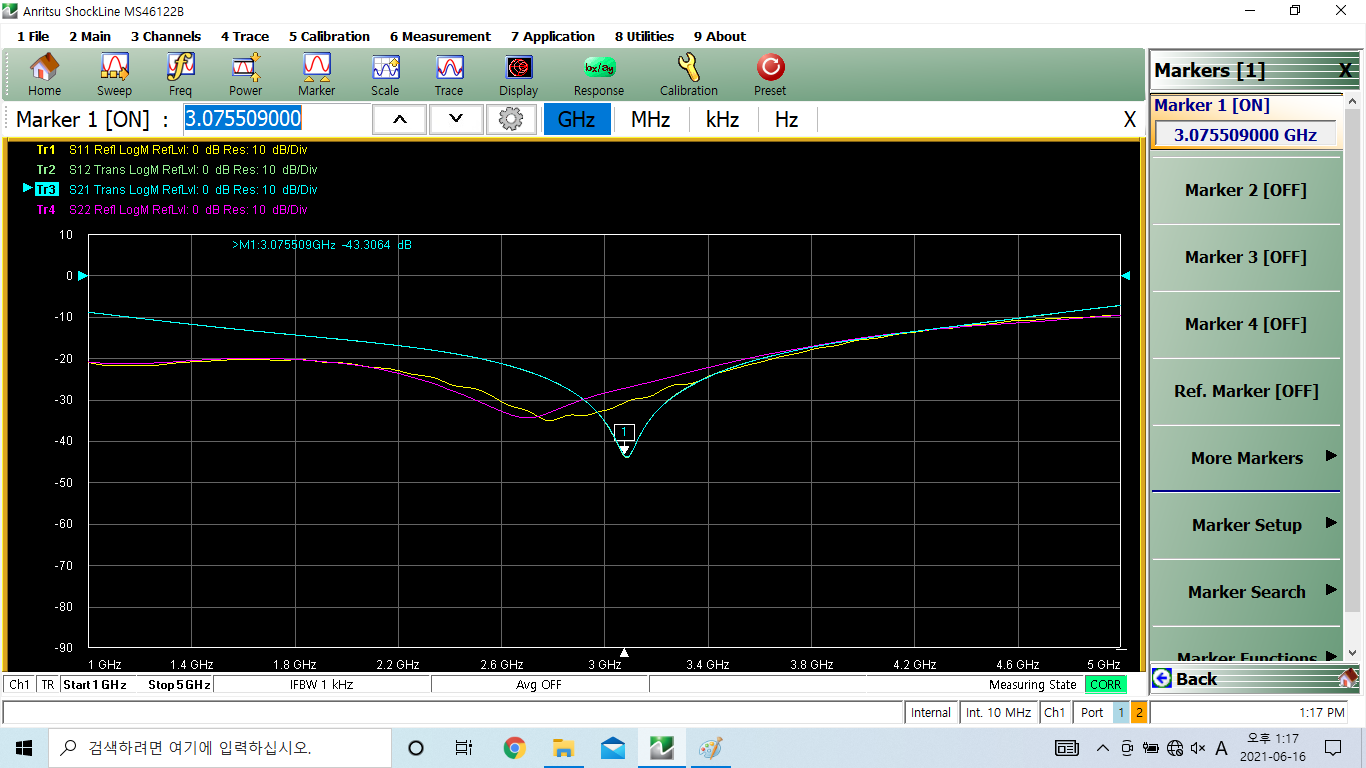 Anritsu ShockLine MS46122B
1 File 2 Main 3 Channels 4 Trace 5 Calibration 6 Measurement 7 Application 8 Utilities 9 About
Home Sweep Freq Power Marker Scale Trace Display bx/ay Response Calibration Preset
Marker 1 [ON] : 3.075509000 GHz MHz kHz Hz X
Tr1 S11 Refl LogM RefLvl: 0 dB Res: 10 dB/Div
Tr2 S12 Trans LogM RefLvl: 0 dB Res: 10 dB/Div
Tr3 S21 Trans LogM RefLvl: 0 dB Res: 10 dB/Div
Tr4 S22 Refl LogM RefLvl: 0 dB Res: 10 dB/Div
>M1:3.075509GHz -43.3064 dB
10
0
-10
-20
-30
-40
-50
-60
-70
-80
-90
1
1 GHz 1.4 GHz 1.8 GHz 2.2 GHz 2.6 GHz 3 GHz 3.4 GHz 3.8 GHz 4.2 GHz 4.6 GHz 5 GHz
Ch1 TR Start 1 GHz Stop 5 GHz IFBW 1 kHz Avg OFF Measuring State CORR
Markers [1] X
Marker 1 [ON]
3.075509000 GHz
Marker 2 [OFF]
Marker 3 [OFF]
Marker 4 [OFF]
Ref. Marker [OFF]
More Markers
Marker Setup
Marker Search
Marker Functions
Back
Internal Int. 10 MHz Ch1 Port 1 2 1:17 PM
검색하려면 여기에 입력하십시오.
A
오후 1:17
2021-06-16